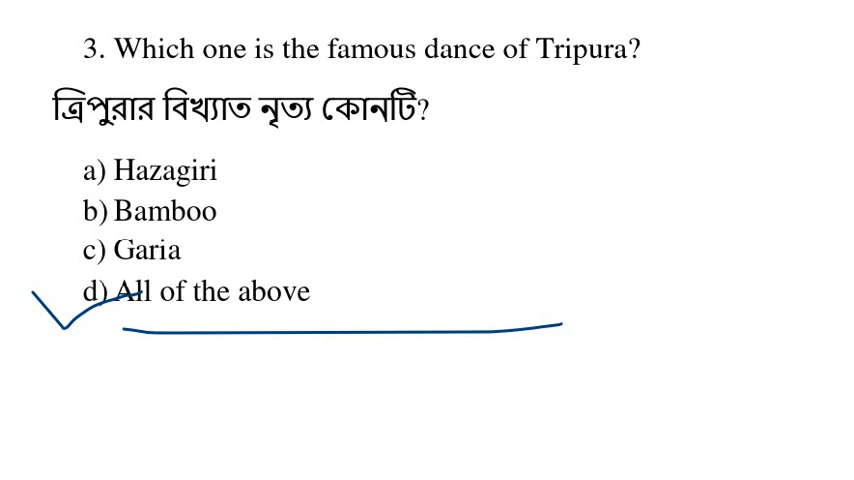 3. Which one is the famous dance of Tripura?
ত্রিপুরার বিখ্যাত নৃত্য কোনটি?
a) Hazagiri
b) Bamboo
c) Garia
d) All of the above